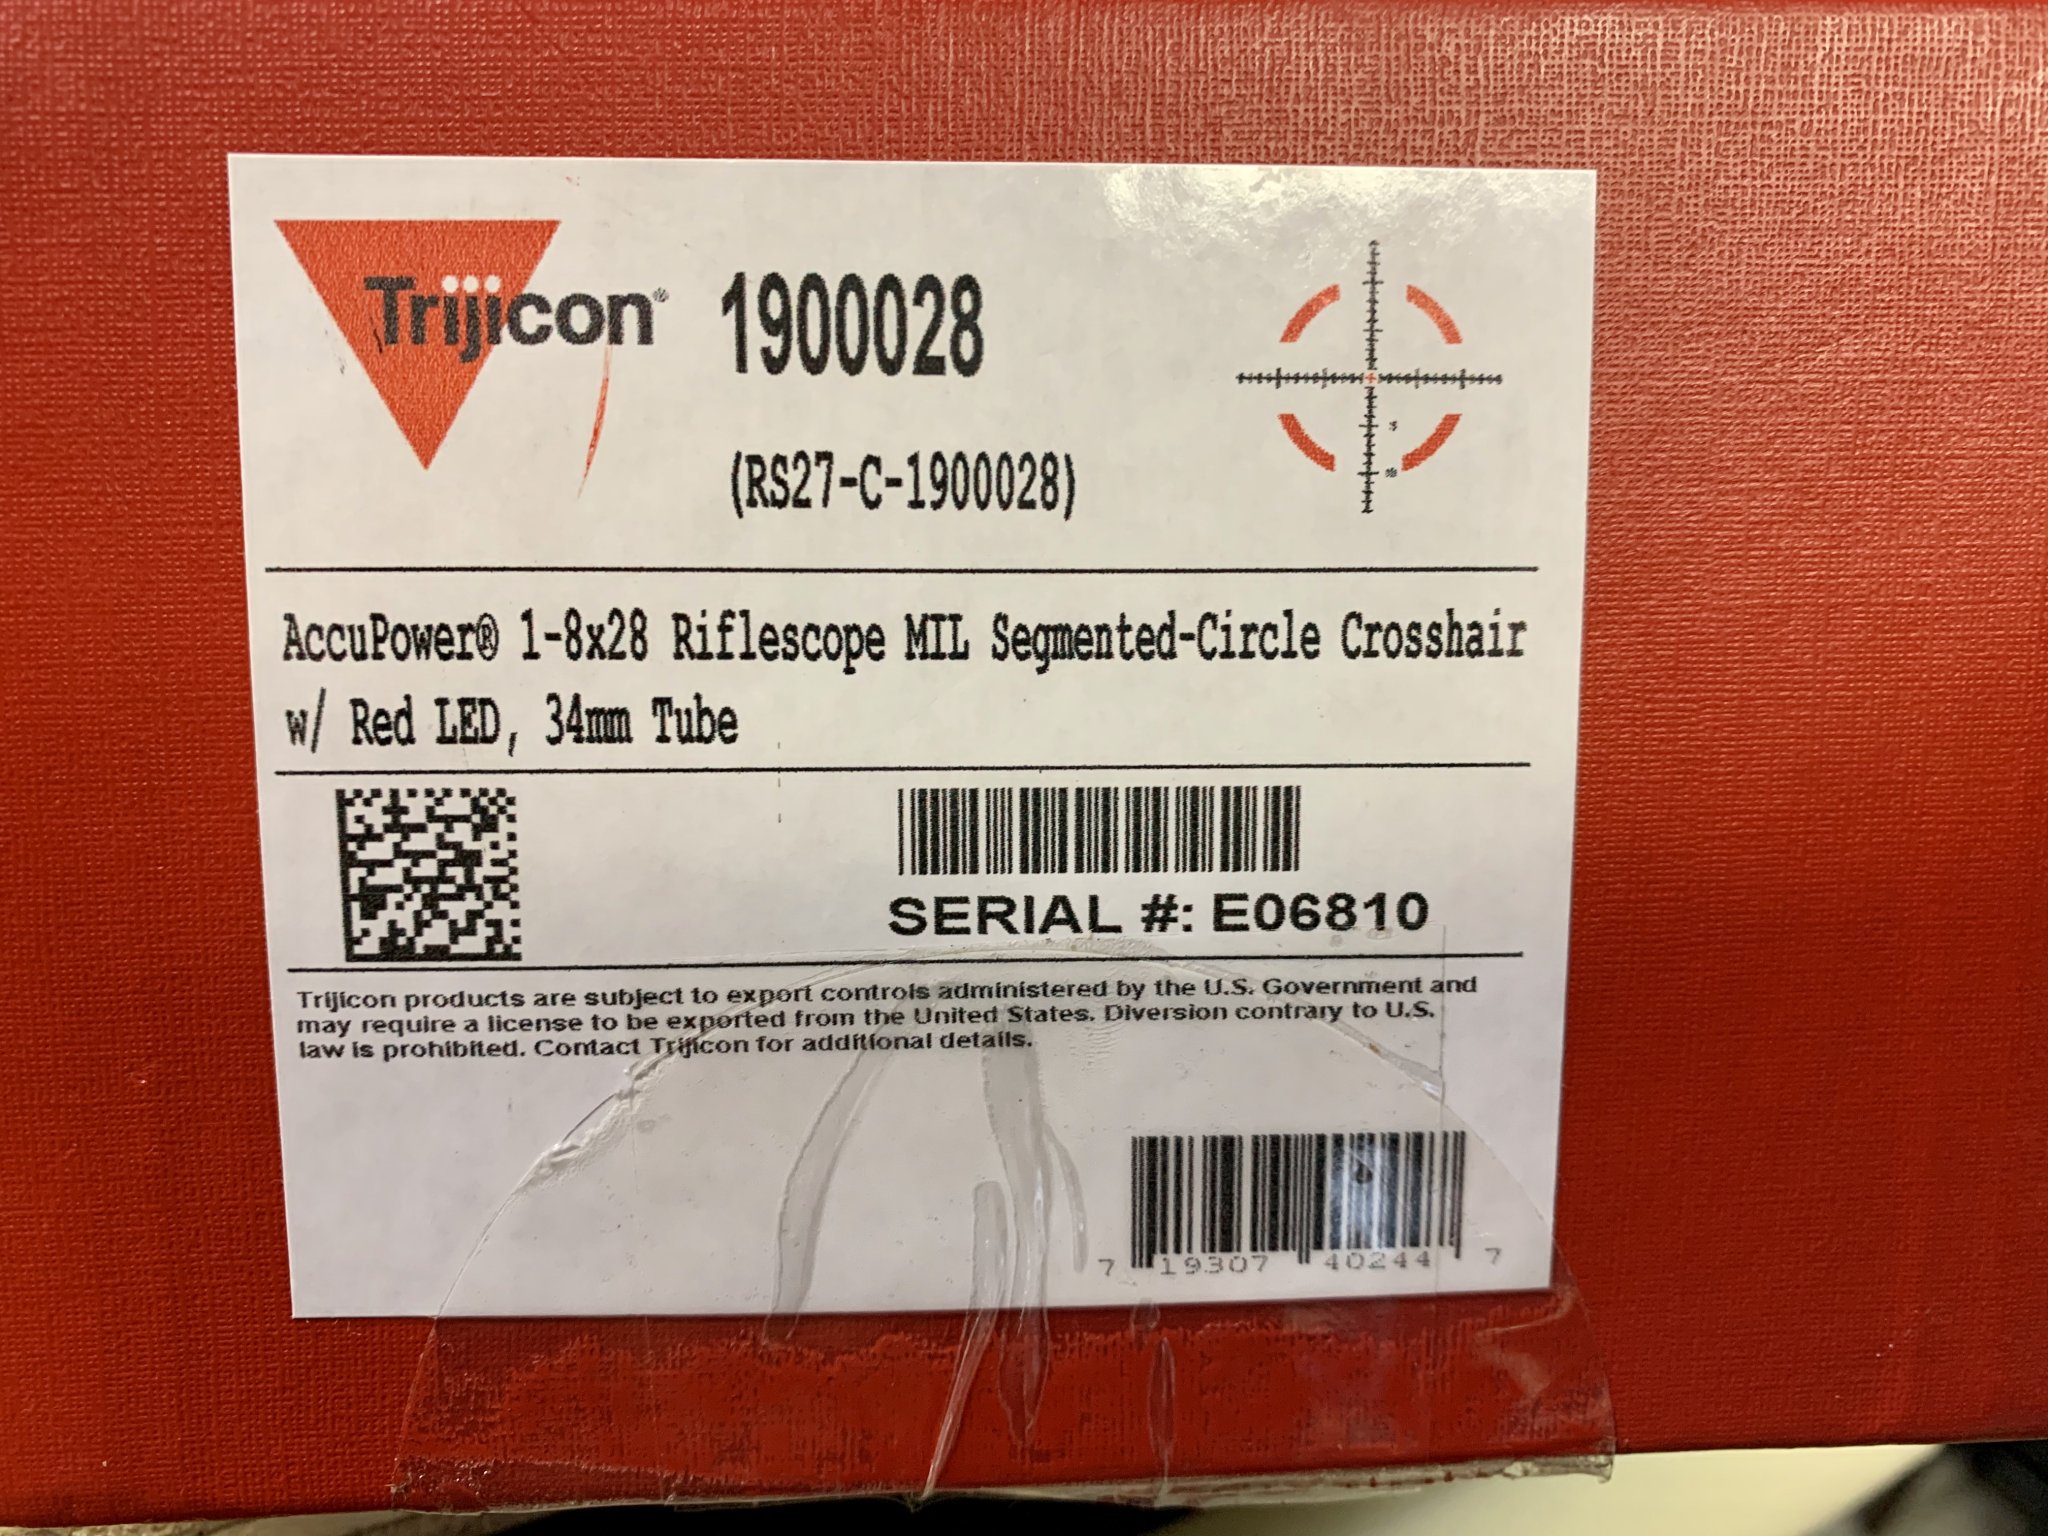 Trijicon® 1900028
(RS27-C-1900028)
AccuPower® 1-8x28 Riflescope MIL Segmented-Circle Crosshair
w/ Red LED, 34mm Tube
SERIAL #: E06810
Trijicon products are subject to export controls administered by the U.S. Government and
may require a license to be exported from the United States. Diversion contrary to U.S.
law is prohibited. Contact Trijicon for additional details.
7 19307 40244 7